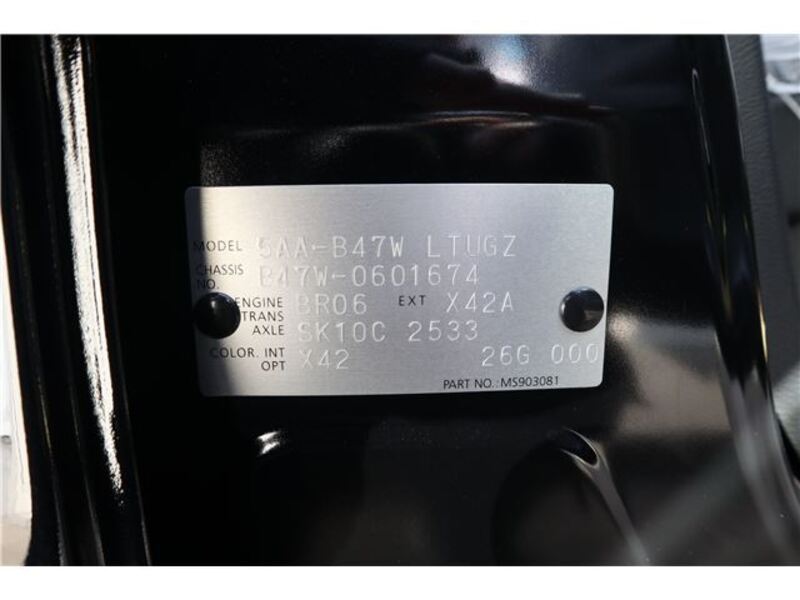 MODEL 5AA-B47W LTUGZ
CHASSIS NO. B47W-0601674
ENGINE BR06 EXT X42A
TRANS AXLE SK10C 2533
COLOR. INT X42 26G 000
OPT
PART NO.: MS903081